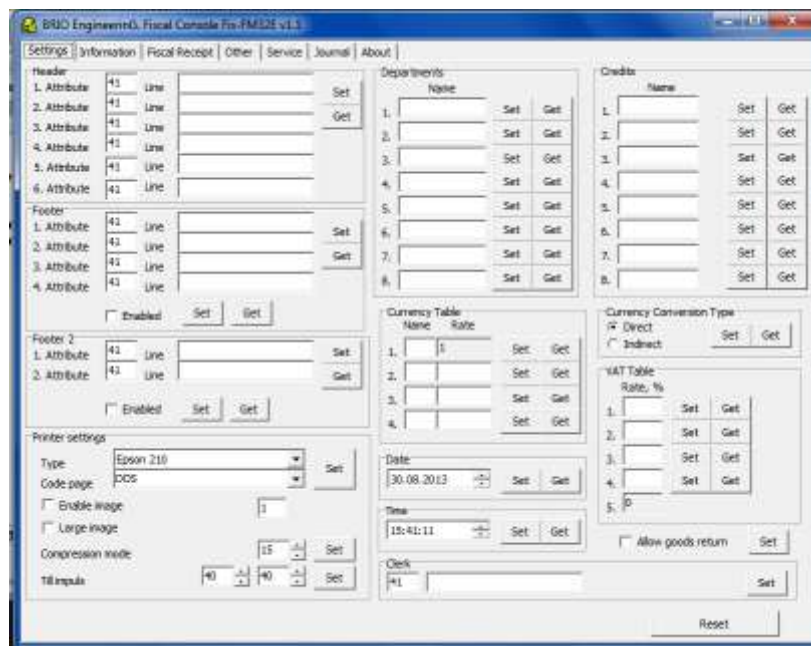 BRIO EngineerinG. Fiscal Console Fis-FM32E v1.1
Settings Information Fiscal Receipt Other Service Journal About
Header
1. Attribute 41 Line
2. Attribute 41 Line
3. Attribute 41 Line
4. Attribute 41 Line
5. Attribute 41 Line
6. Attribute 41 Line
Set
Get
Footer
1. Attribute 41 Line
2. Attribute 41 Line
3. Attribute 41 Line
4. Attribute 41 Line
Set
Get
Enabled Set Get
Footer 2
1. Attribute 41 Line Set
2. Attribute 41 Line Get
Enabled Set Get
Printer settings
Type Epson 210
Code page DOS
Set
Enable image 1
Large image
Compression mode 15 Set
Till impuls 40 40 Set
Departments
Name
1. Set Get
2. Set Get
3. Set Get
4. Set Get
5. Set Get
6. Set Get
7. Set Get
8. Set Get
Currency Table
Name Rate
1. 1 Set Get
2. Set Get
3. Set Get
4. Set Get
Date
30.08.2013 Set Get
Time
15:41:11 Set Get
Clerk
41 Set
Credits
Name
1. Set Get
2. Set Get
3. Set Get
4. Set Get
5. Set Get
6. Set Get
7. Set Get
8. Set Get
Currency Conversion Type
Direct
Indirect
Set Get
VAT Table
Rate, %
1. Set Get
2. Set Get
3. Set Get
4. Set Get
5. 0
Allow goods return Set
Reset